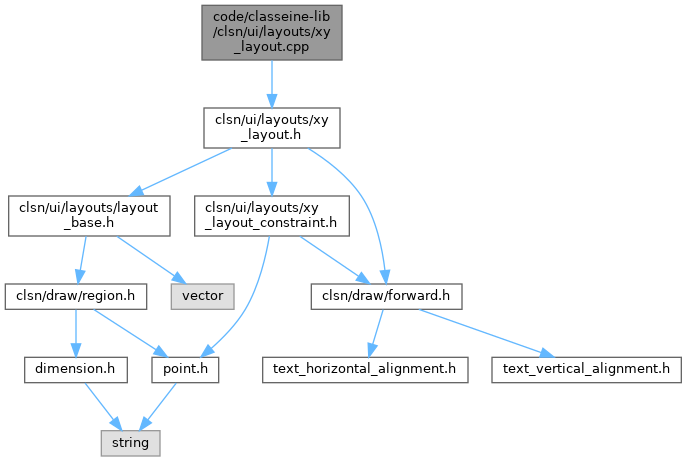 code/classeine-lib
/clsn/ui/layouts/xy
_layout.cpp
clsn/ui/layouts/xy
_layout.h
clsn/ui/layouts/layout
_base.h
clsn/ui/layouts/xy
_layout_constraint.h
clsn/draw/region.h
vector
clsn/draw/forward.h
dimension.h
point.h
text_horizontal_alignment.h
text_vertical_alignment.h
string